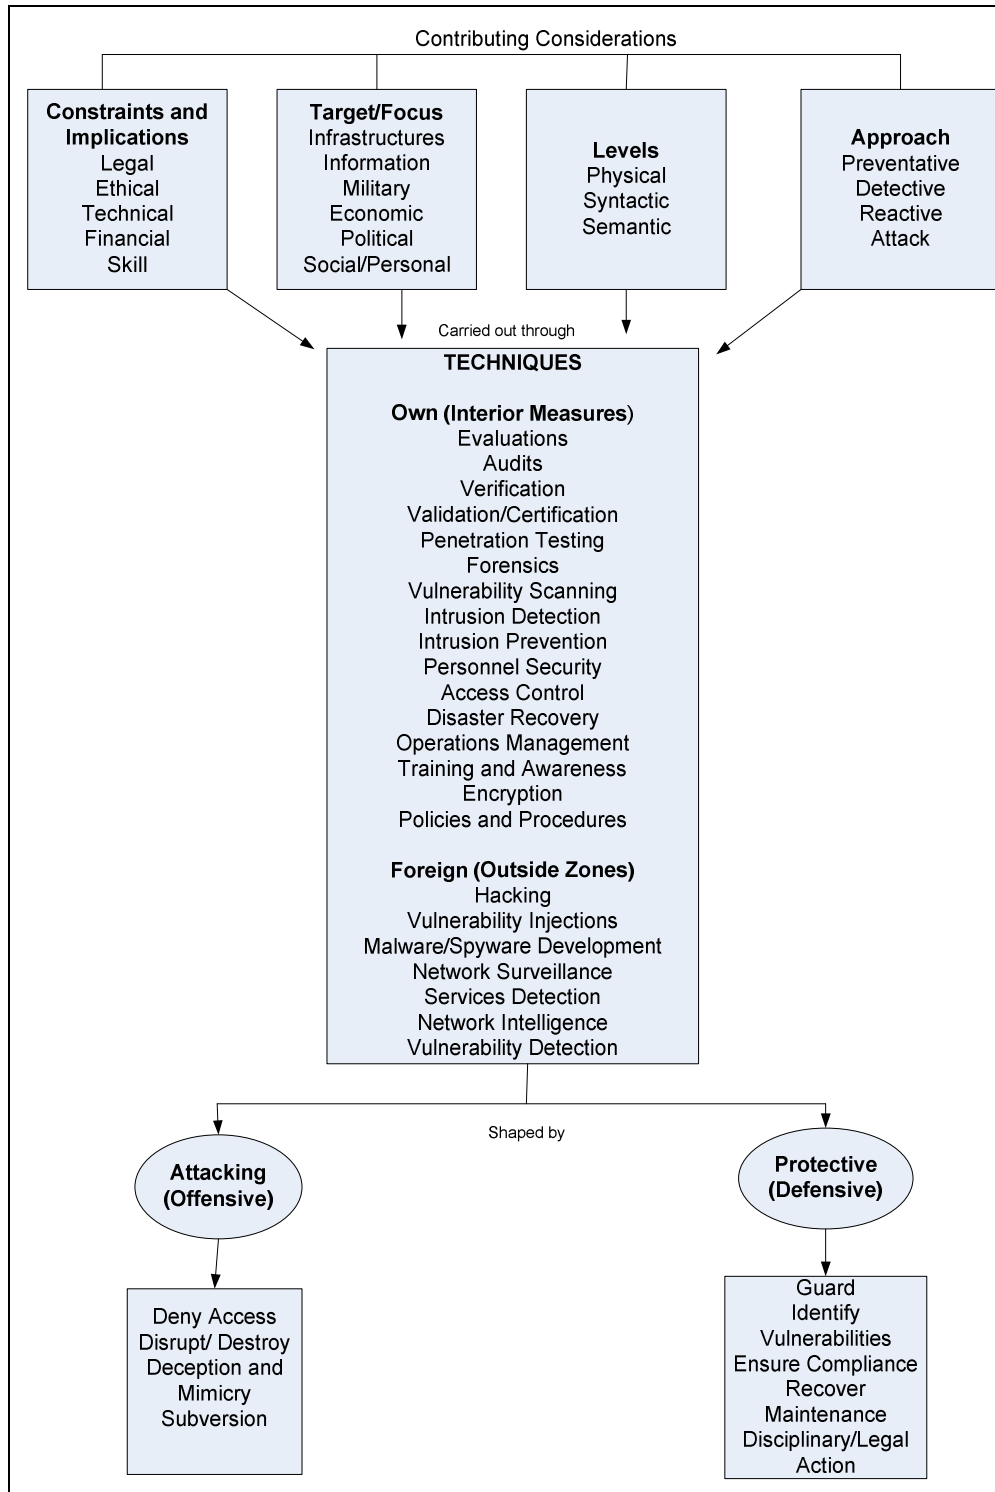 Contributing Considerations
Constraints and
Implications
Legal
Ethical
Technical
Financial
Skill
Target/Focus
Infrastructures
Information
Military
Economic
Political
Social/Personal
Levels
Physical
Syntactic
Semantic
Approach
Preventative
Detective
Reactive
Attack
Carried out through
TECHNIQUES
Own (Interior Measures)
Evaluations
Audits
Verification
Validation/Certification
Penetration Testing
Forensics
Vulnerability Scanning
Intrusion Detection
Intrusion Prevention
Personnel Security
Access Control
Disaster Recovery
Operations Management
Training and Awareness
Encryption
Policies and Procedures
Foreign (Outside Zones)
Hacking
Vulnerability Injections
Malware/Spyware Development
Network Surveillance
Services Detection
Network Intelligence
Vulnerability Detection
Shaped by
Attacking
(Offensive)
Protective
(Defensive)
Deny Access
Disrupt/ Destroy
Deception and
Mimicry
Subversion
Guard
Identify
Vulnerabilities
Ensure Compliance
Recover
Maintenance
Disciplinary/Legal
Action